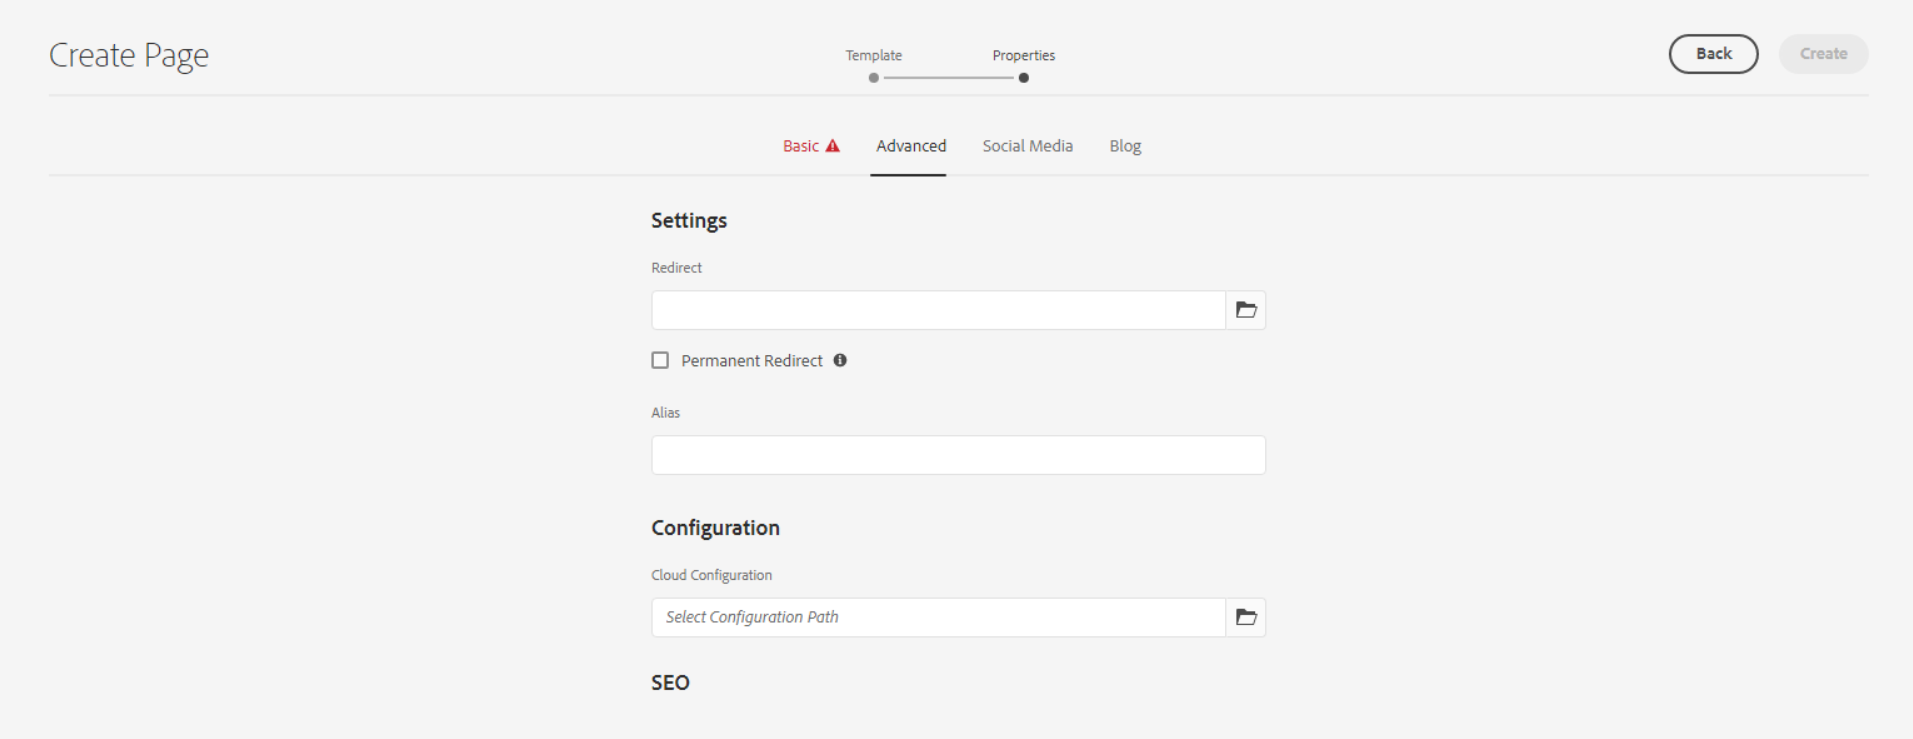 Create Page
Template
Properties
Back
Create
Basic
Advanced
Social Media
Blog
Settings
Redirect
Permanent Redirect
Alias
Configuration
Cloud Configuration
Select Configuration Path
SEO